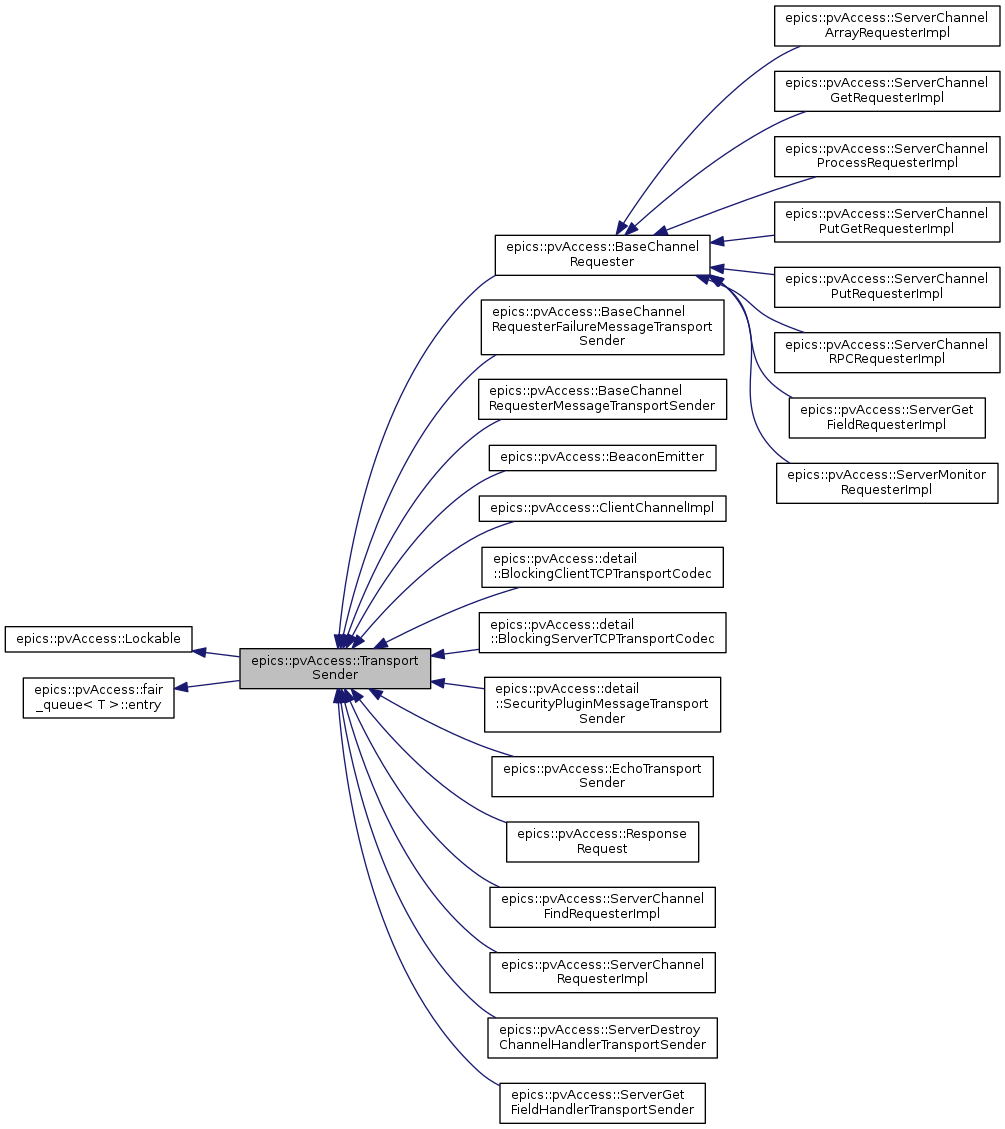 epics::pvAccess::ServerChannel
ArrayRequesterImpl
epics::pvAccess::ServerChannel
GetRequesterImpl
epics::pvAccess::ServerChannel
ProcessRequesterImpl
epics::pvAccess::ServerChannel
PutGetRequesterImpl
epics::pvAccess::BaseChannel
Requester
epics::pvAccess::ServerChannel
PutRequesterImpl
epics::pvAccess::BaseChannel
RequesterFailureMessageTransport
Sender
epics::pvAccess::ServerChannel
RPCRequesterImpl
epics::pvAccess::BaseChannel
RequesterMessageTransportSender
epics::pvAccess::ServerGet
FieldRequesterImpl
epics::pvAccess::BeaconEmitter
epics::pvAccess::ServerMonitor
RequesterImpl
epics::pvAccess::ClientChannelImpl
epics::pvAccess::detail
::BlockingClientTCPTransportCodec
epics::pvAccess::detail
::BlockingServerTCPTransportCodec
epics::pvAccess::Lockable
epics::pvAccess::Transport
Sender
epics::pvAccess::fair
_queue< T >::entry
epics::pvAccess::detail
::SecurityPluginMessageTransport
Sender
epics::pvAccess::EchoTransport
Sender
epics::pvAccess::Response
Request
epics::pvAccess::ServerChannel
FindRequesterImpl
epics::pvAccess::ServerChannel
RequesterImpl
epics::pvAccess::ServerDestroy
ChannelHandlerTransportSender
epics::pvAccess::ServerGet
FieldHandlerTransportSender